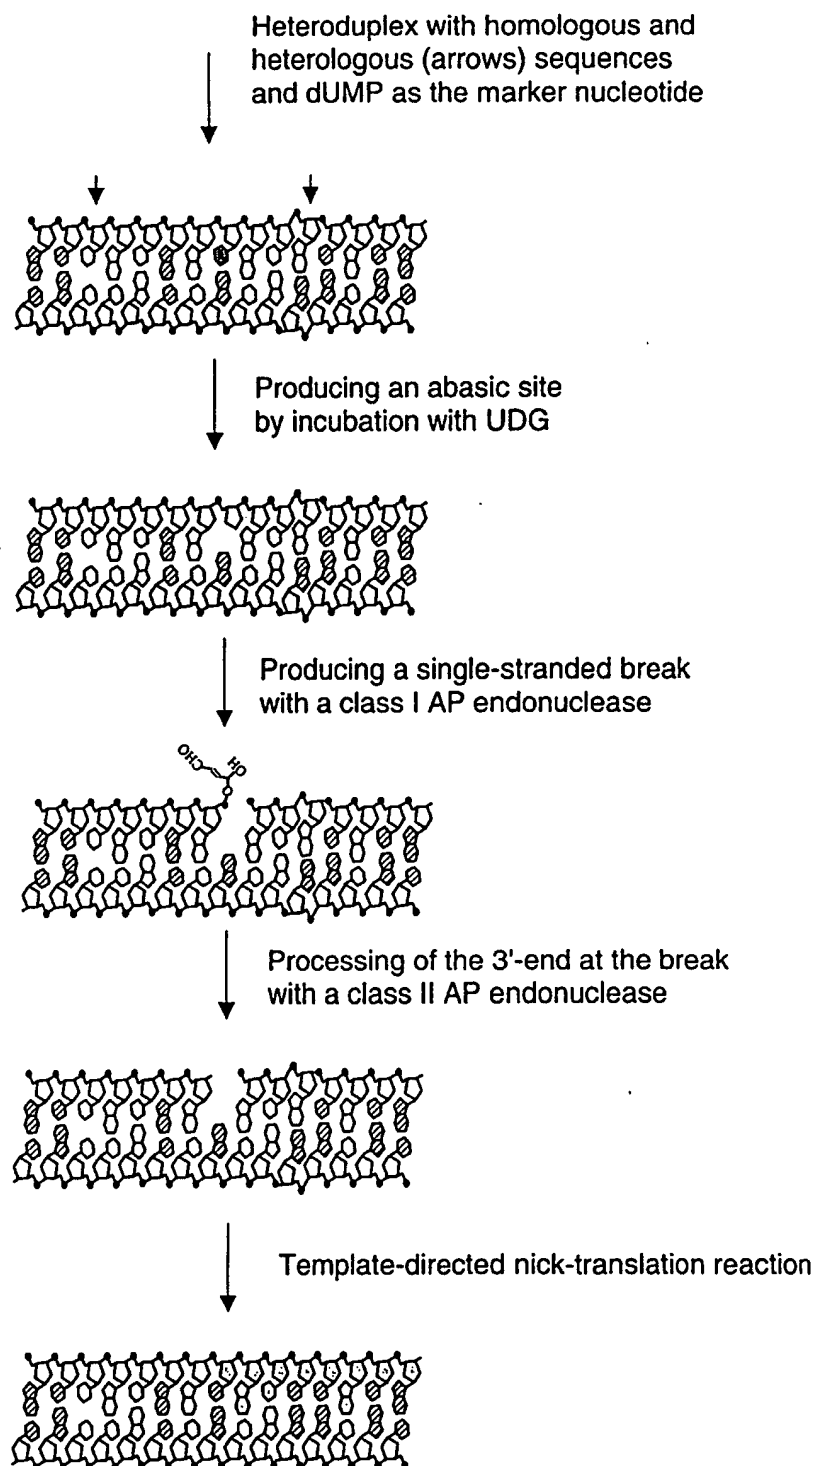 Heteroduplex with homologous and
heterologous (arrows) sequences
and dUMP as the marker nucleotide
Producing an abasic site
by incubation with UDG
Producing a single-stranded break
with a class I AP endonuclease
CHO
OH
Processing of the 3'-end at the break
with a class II AP endonuclease
Template-directed nick-translation reaction